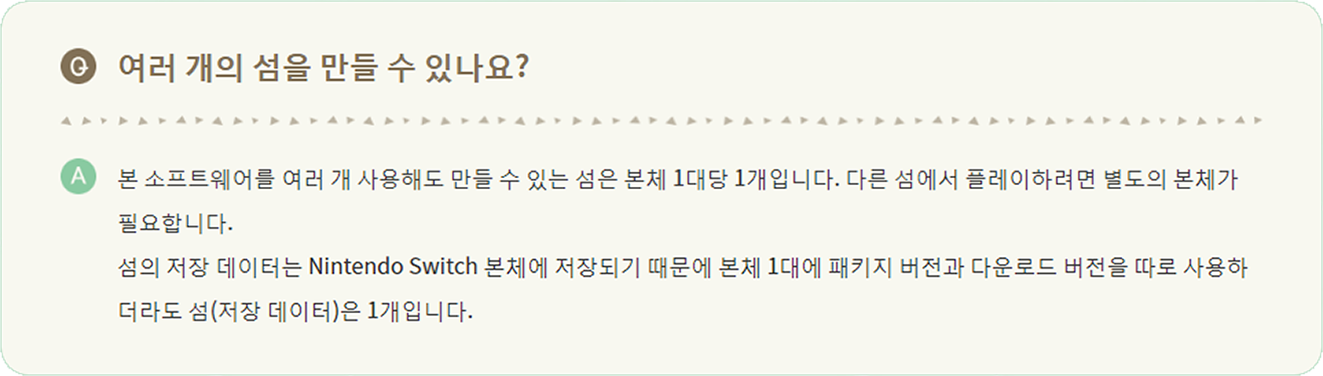 Q 여러 개의 섬을 만들 수 있나요?
A 본 소프트웨어를 여러 개 사용해도 만들 수 있는 섬은 본체 1대당 1개입니다. 다른 섬에서 플레이하려면 별도의 본체가
필요합니다.
섬의 저장 데이터는 Nintendo Switch 본체에 저장되기 때문에 본체 1대에 패키지 버전과 다운로드 버전을 따로 사용하
더라도 섬(저장 데이터)은 1개입니다.